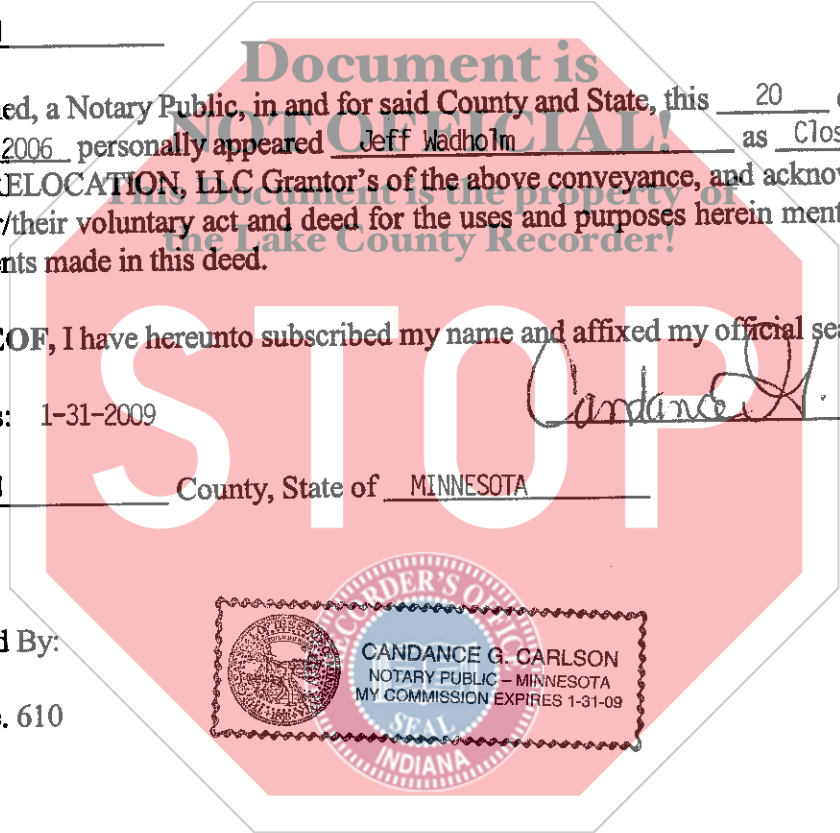 Document is
ed, a Notary Public, in and for said County and State, this 20
NOT OFFICIAL!
2006 personally appeared Jeff Wadholm as Clos
ELOCATION, LLC Grantor's of the above conveyance, and acknov
This Document is the property of
/their voluntary act and deed for the uses and purposes herein ment
the Lake County Recorder!
nts made in this deed.
STOP
OF, I have hereunto subscribed my name and affixed my official sea
Candance
s: 1-31-2009
County, State of MINNESOTA
RECORDER'S OFFICE
d By:
CANDANCE G. CARLSON
NOTARY PUBLIC – MINNESOTA
MY COMMISSION EXPIRES 1-31-09
. 610
SEAL
INDIANA